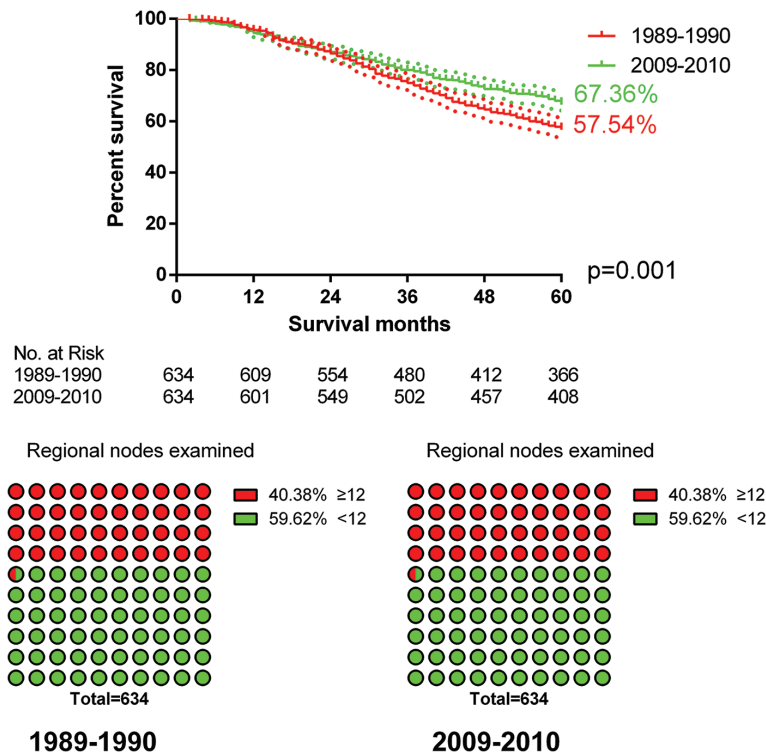 100
80
60
40
20
0
Percent survival
1989-1990
2009-2010
67.36%
57.54%
p=0.001
0 12 24 36 48 60
Survival months
No. at Risk
1989-1990 634 609 554 480 412 366
2009-2010 634 601 549 502 457 408
Regional nodes examined
40.38% ≥12
59.62% <12
Total=634
1989-1990
Regional nodes examined
40.38% ≥12
59.62% <12
Total=634
2009-2010